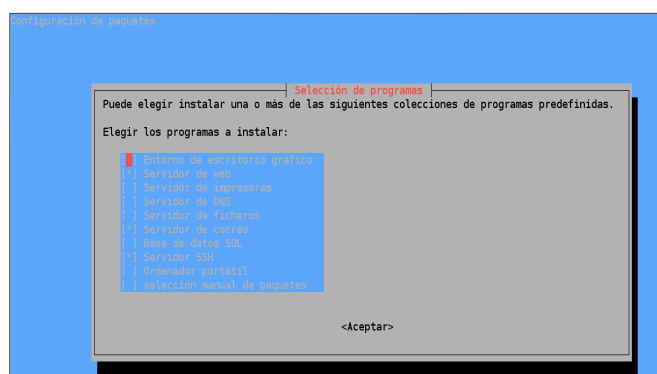 Configuración de paquetes
Selección de programas
Puede elegir instalar una o más de las siguientes colecciones de programas predefinidas.
Elegir los programas a instalar:
[ ] Entorno de escritorio gráfico
[*] Servidor de web
[ ] Servidor de impresoras
[ ] Servidor de DNS
[ ] Servidor de ficheros
[*] Servidor de correo
[ ] Base de datos SQL
[*] Servidor SSH
[ ] Ordenador portátil
[ ] selección manual de paquetes
<Aceptar>